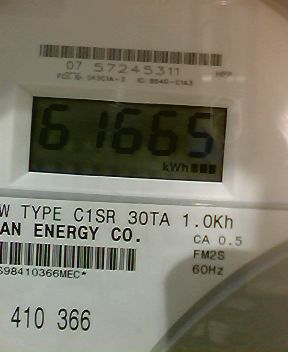 07 57245311
61665
kWh
W TYPE C1SR 30TA 1.0Kh
AN ENERGY CO.
CA 0.5
FM2S
60Hz
S98410366MEC*
410 366